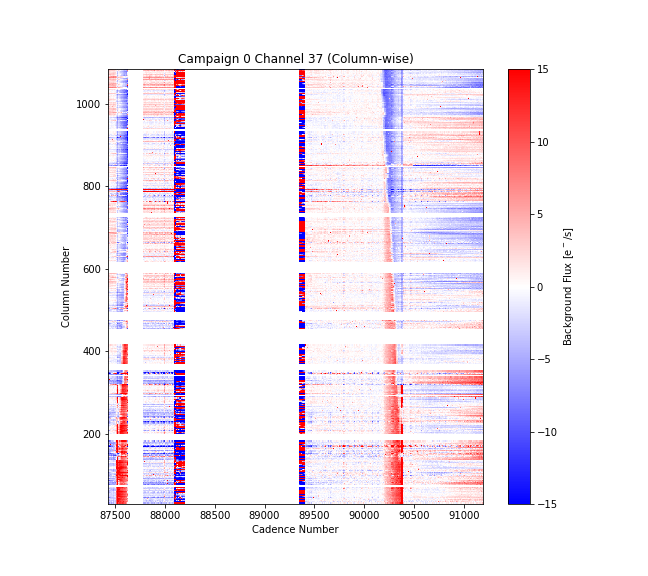 Campaign 0 Channel 37 (Column-wise)
1000
800
600
400
200
Column Number
87500 88000 88500 89000 89500 90000 90500 91000
Cadence Number
15
10
5
0
−5
−10
−15
Background Flux [e⁻/s]